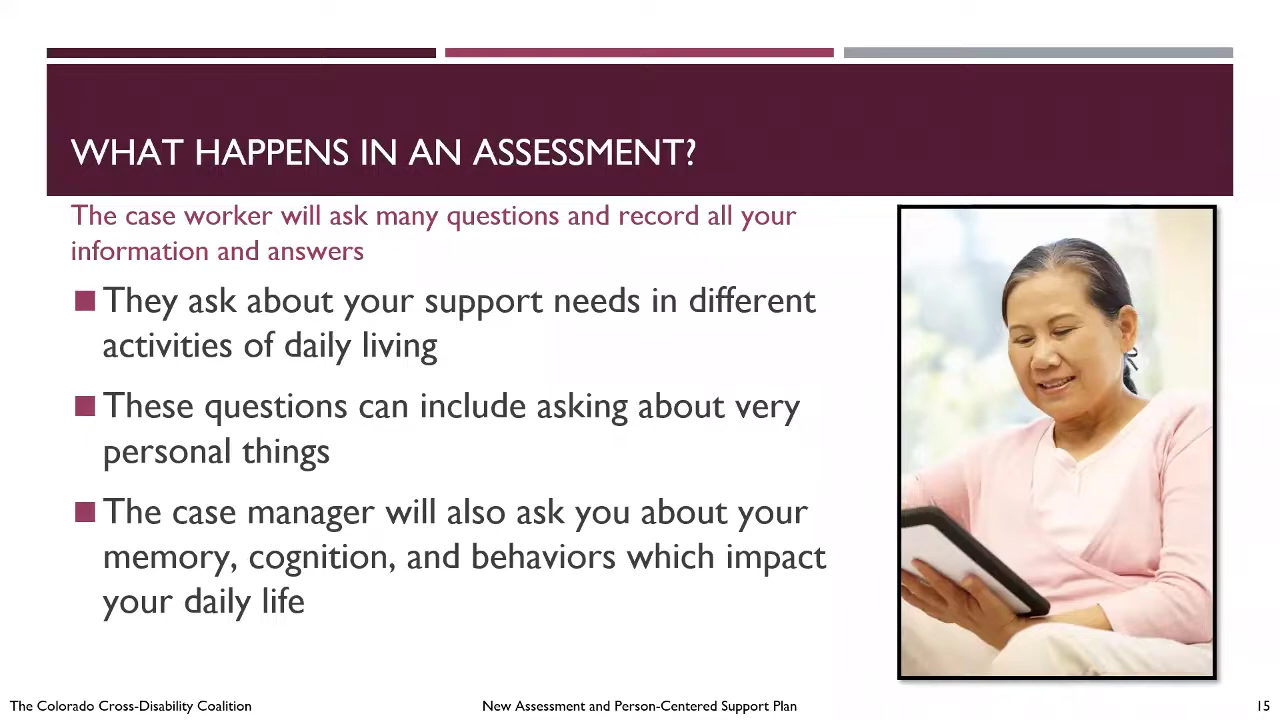 WHAT HAPPENS IN AN ASSESSMENT?
The case worker will ask many questions and record all your
information and answers
They ask about your support needs in different
activities of daily living
These questions can include asking about very
personal things
The case manager will also ask you about your
memory, cognition, and behaviors which impact
your daily life
The Colorado Cross-Disability Coalition
New Assessment and Person-Centered Support Plan
15